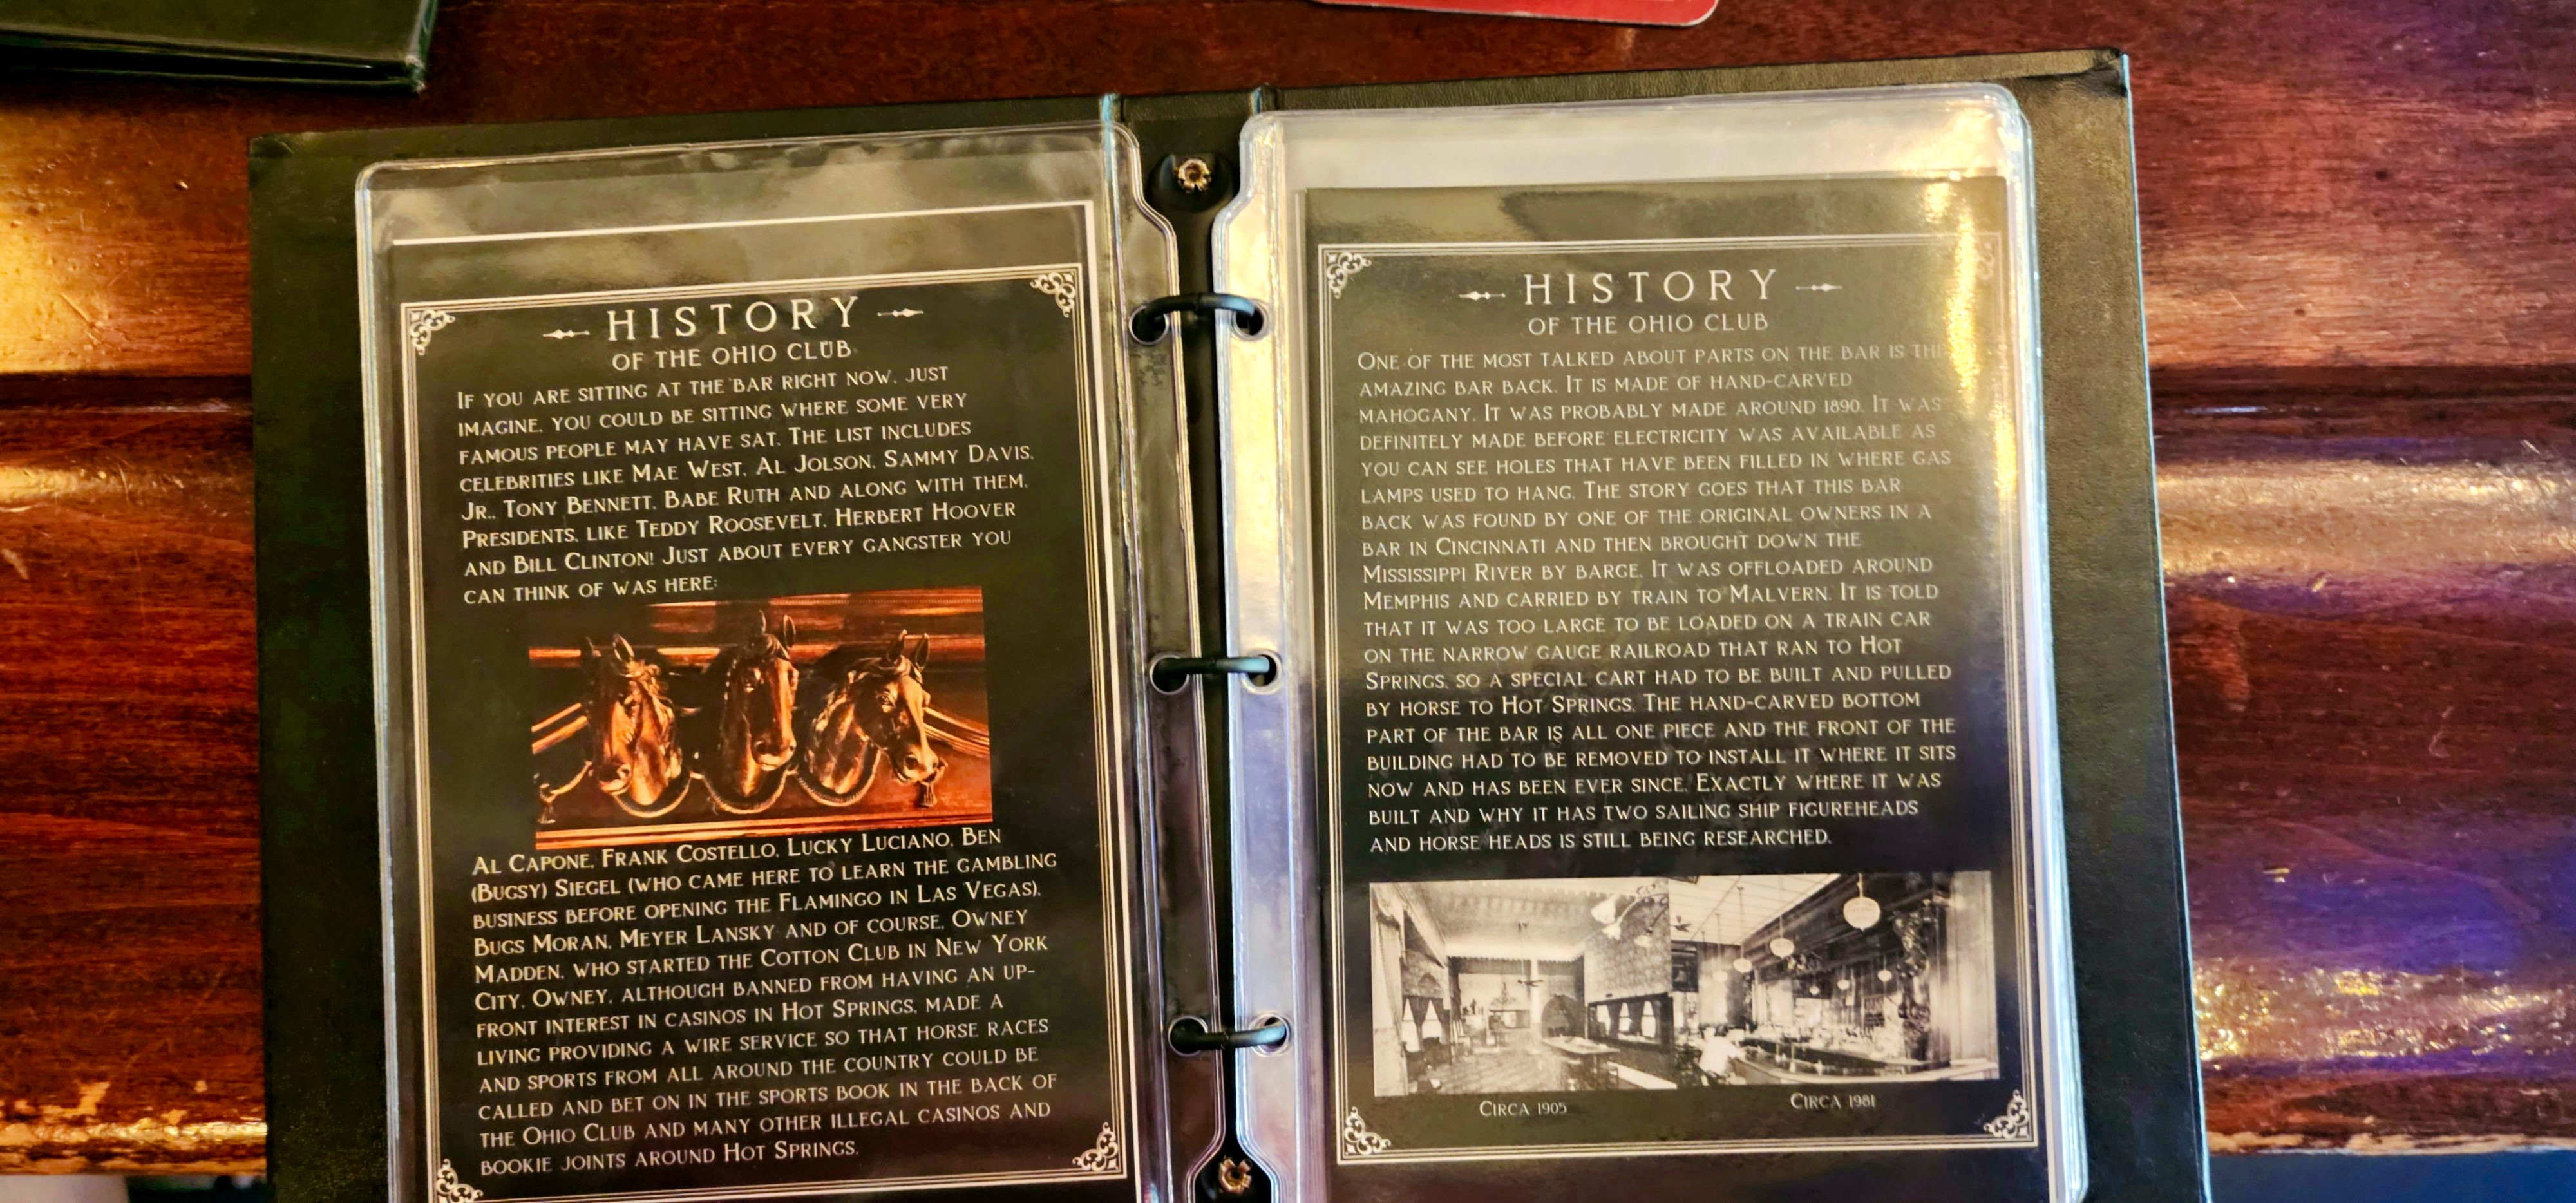 HISTORY
OF THE OHIO CLUB
IF YOU ARE SITTING AT THE BAR RIGHT NOW, JUST
IMAGINE, YOU COULD BE SITTING WHERE SOME VERY
FAMOUS PEOPLE MAY HAVE SAT. THE LIST INCLUDES
CELEBRITIES LIKE MAE WEST, AL JOLSON, SAMMY DAVIS,
JR., TONY BENNETT, BABE RUTH AND ALONG WITH THEM,
PRESIDENTS, LIKE TEDDY ROOSEVELT, HERBERT HOOVER
AND BILL CLINTON! JUST ABOUT EVERY GANGSTER YOU
CAN THINK OF WAS HERE:
AL CAPONE, FRANK COSTELLO, LUCKY LUCIANO, BEN
(BUGSY) SIEGEL (WHO CAME HERE TO LEARN THE GAMBLING
BUSINESS BEFORE OPENING THE FLAMINGO IN LAS VEGAS),
BUGS MORAN, MEYER LANSKY AND OF COURSE, OWNEY
MADDEN, WHO STARTED THE COTTON CLUB IN NEW YORK
CITY. OWNEY, ALTHOUGH BANNED FROM HAVING AN UP-
FRONT INTEREST IN CASINOS IN HOT SPRINGS, MADE A
LIVING PROVIDING A WIRE SERVICE SO THAT HORSE RACES
AND SPORTS FROM ALL AROUND THE COUNTRY COULD BE
CALLED AND BET ON IN THE SPORTS BOOK IN THE BACK OF
THE OHIO CLUB AND MANY OTHER ILLEGAL CASINOS AND
BOOKIE JOINTS AROUND HOT SPRINGS.
HISTORY
OF THE OHIO CLUB
ONE OF THE MOST TALKED ABOUT PARTS ON THE BAR IS THE
AMAZING BAR BACK. IT IS MADE OF HAND-CARVED
MAHOGANY. IT WAS PROBABLY MADE AROUND 1890. IT WAS
DEFINITELY MADE BEFORE ELECTRICITY WAS AVAILABLE AS
YOU CAN SEE HOLES THAT HAVE BEEN FILLED IN WHERE GAS
LAMPS USED TO HANG. THE STORY GOES THAT THIS BAR
BACK WAS FOUND BY ONE OF THE ORIGINAL OWNERS IN A
BAR IN CINCINNATI AND THEN BROUGHT DOWN THE
MISSISSIPPI RIVER BY BARGE. IT WAS OFFLOADED AROUND
MEMPHIS AND CARRIED BY TRAIN TO MALVERN. IT IS TOLD
THAT IT WAS TOO LARGE TO BE LOADED ON A TRAIN CAR
ON THE NARROW GAUGE RAILROAD THAT RAN TO HOT
SPRINGS, SO A SPECIAL CART HAD TO BE BUILT AND PULLED
BY HORSE TO HOT SPRINGS. THE HAND-CARVED BOTTOM
PART OF THE BAR IS ALL ONE PIECE AND THE FRONT OF THE
BUILDING HAD TO BE REMOVED TO INSTALL IT WHERE IT SITS
NOW AND HAS BEEN EVER SINCE. EXACTLY WHERE IT WAS
BUILT AND WHY IT HAS TWO SAILING SHIP FIGUREHEADS
AND HORSE HEADS IS STILL BEING RESEARCHED.
CIRCA 1905
CIRCA 1981